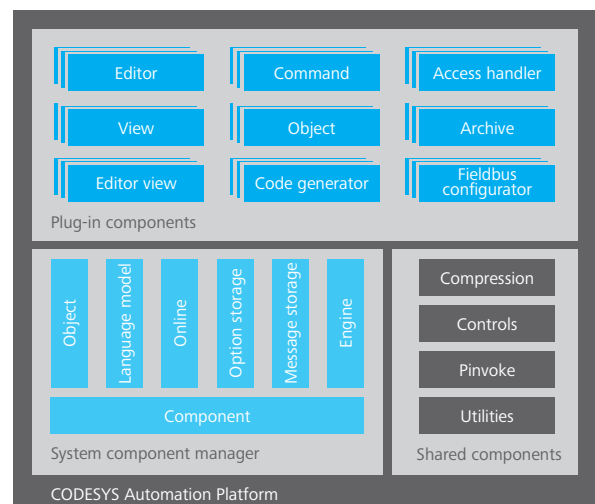 Editor
Command
Access handler
View
Object
Archive
Editor view
Code generator
Fieldbus
configurator
Plug-in components
Object
Language model
Online
Option storage
Message storage
Engine
Component
System component manager
Compression
Controls
Pinvoke
Utilities
Shared components
CODESYS Automation Platform